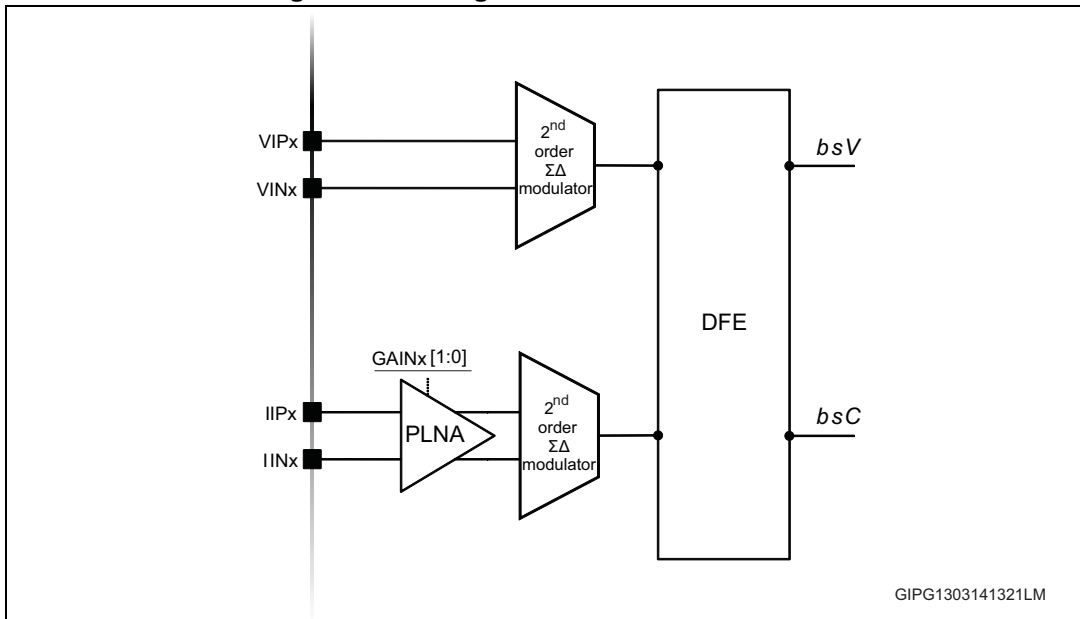 VIPx
VINx
2nd
order
ΣΔ
modulator
bsV
DFE
GAINx [1:0]
IIPx
IINx
PLNA
2nd
order
ΣΔ
modulator
bsC
GIPG1303141321LM